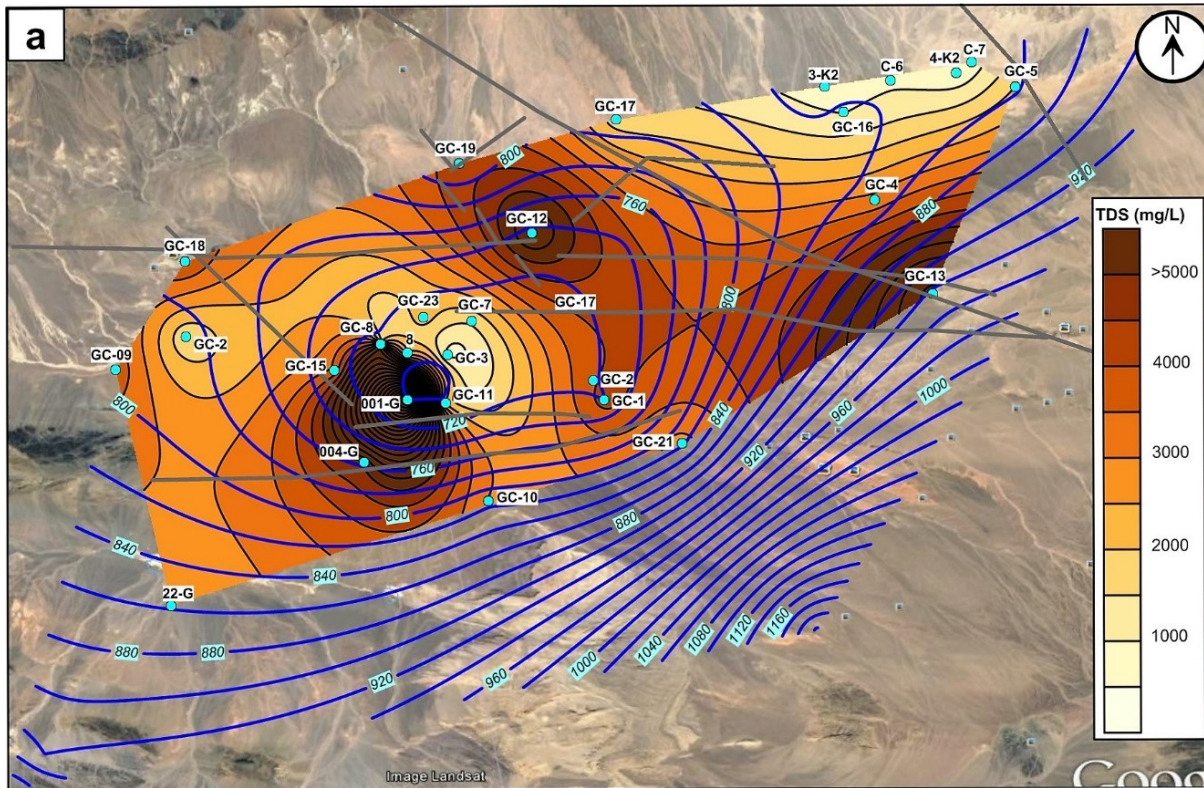 a
N
C-7
4-K2
C-6
3-K2
GC-5
GC-17
GC-16
GC-19
800
920
GC-4
760
880
TDS (mg/L)
GC-12
GC-18
>5000
GC-13
800
GC-17
GC-23
GC-7
GC-8
8
GC-2
GC-3
GC-09
GC-15
4000
GC-2
1000
001-G
GC-11
GC-1
800
720
840
960
GC-21
3000
004-G
760
920
GC-10
800
880
840
2000
840
22-G
1160
1120
1000
1080
880
880
1040
1000
920
960
Image Landsat
Goo